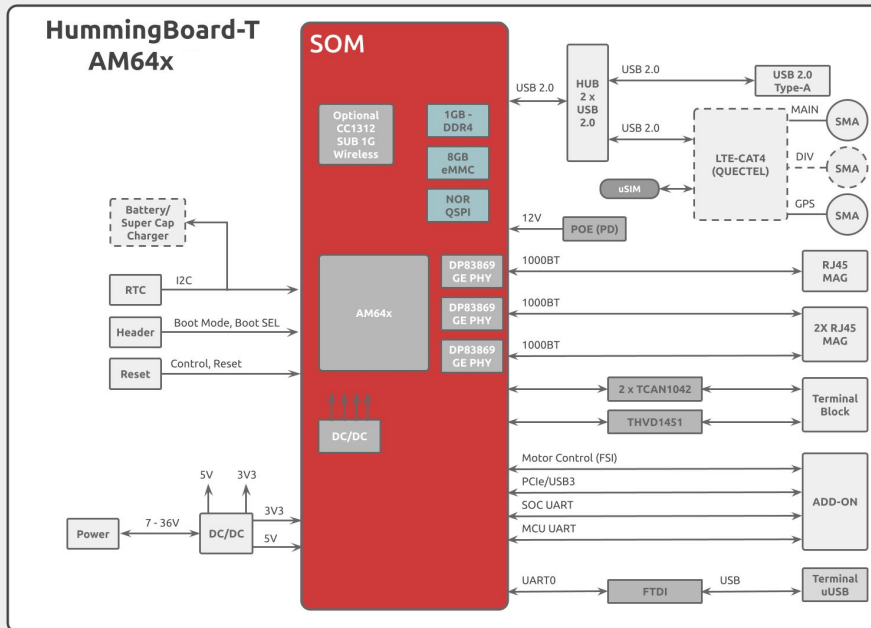 HummingBoard-T
AM64x
SOM
Optional
CC1312
SUB 1G
Wireless
1GB -
DDR4
8GB
eMMC
NOR
QSPI
USB 2.0
HUB
2 x
USB
2.0
USB 2.0
USB 2.0
Type-A
USB 2.0
LTE-CAT4
(QUECTEL)
MAIN
SMA
DIV
SMA
GPS
SMA
uSIM
12V
POE (PD)
Battery/
Super Cap
Charger
RTC
I2C
Header
Boot Mode, Boot SEL
Reset
Control, Reset
AM64x
DP83869
GE PHY
DP83869
GE PHY
DP83869
GE PHY
1000BT
RJ45
MAG
1000BT
2X RJ45
MAG
1000BT
DC/DC
2 x TCAN1042
THVD1451
Terminal
Block
5V
3V3
Power
7 - 36V
DC/DC
3V3
5V
Motor Control (FSI)
PCIe/USB3
SOC UART
MCU UART
ADD-ON
UART0
FTDI
USB
Terminal
uUSB